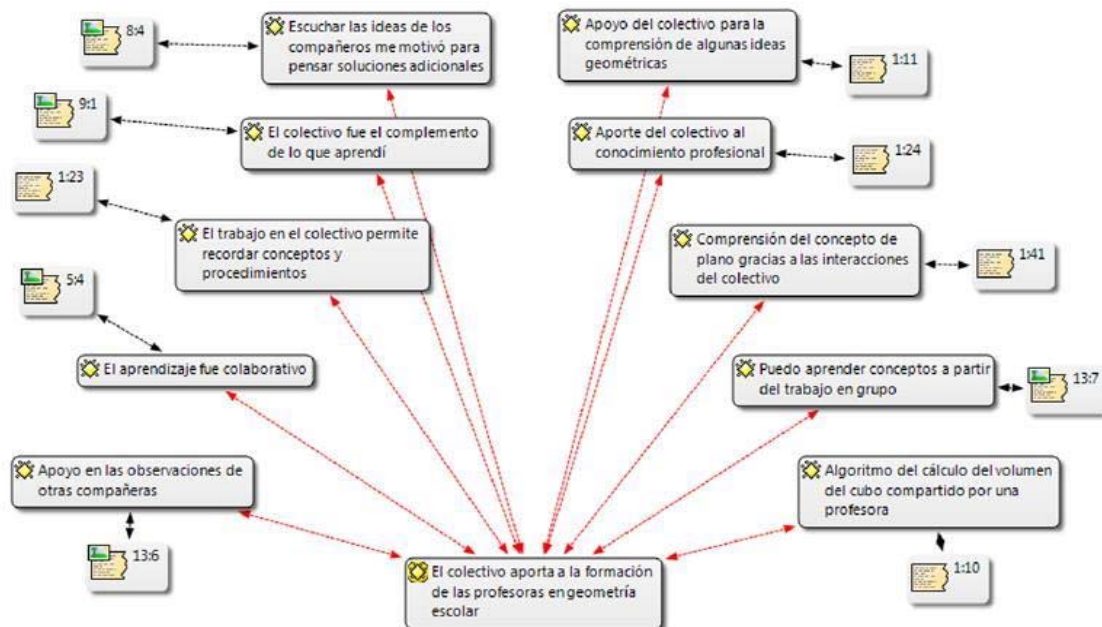 8:4
Escuchar las ideas de los
compañeros me motivó para
pensar soluciones adicionales
Apoyo del colectivo para la
comprensión de algunas ideas
geométricas
1:11
9:1
El colectivo fue el complemento
de lo que aprendí
Aporte del colectivo al
conocimiento profesional
1:24
1:23
El trabajo en el colectivo permite
recordar conceptos y
procedimientos
Comprensión del concepto de
plano gracias a las interacciones
del colectivo
1:41
5:4
El aprendizaje fue colaborativo
Puedo aprender conceptos a partir
del trabajo en grupo
13:7
Apoyo en las observaciones de
otras compañeras
13:6
Algoritmo del cálculo del volumen
del cubo compartido por una
profesora
1:10
El colectivo aporta a la formación
de las profesoras en geometría
escolar